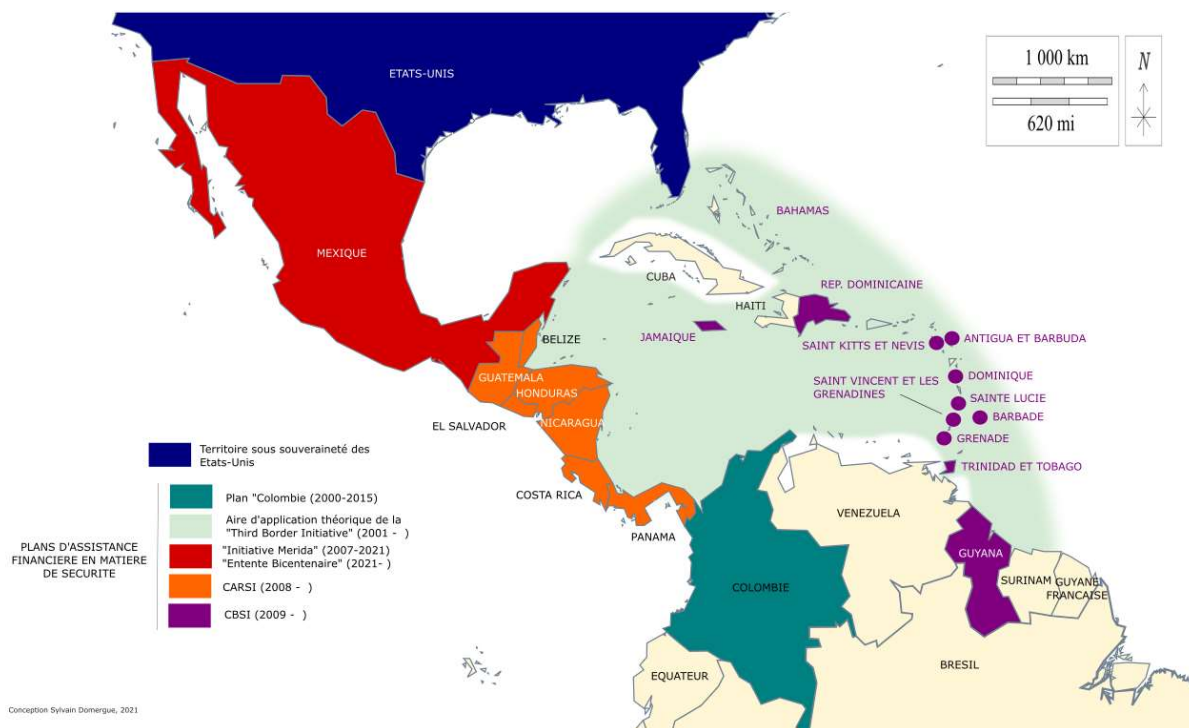 ETATS-UNIS
1 000 km
620 mi
N
MEXIQUE
BAHAMAS
CUBA
HAITI
REP. DOMINICAINE
JAMAIQUE
BELIZE
SAINT KITTS ET NEVIS
ANTIGUA ET BARBUDA
GUATEMALA
HONDURAS
DOMINIQUE
SAINT VINCENT ET LES
GRENADINES
SAINTE LUCIE
BARBADE
EL SALVADOR
NICARAGUA
GRENADE
TRINIDAD ET TOBAGO
COSTA RICA
PANAMA
VENEZUELA
GUYANA
COLOMBIE
SURINAM
GUYANE
FRANCAISE
BRESIL
EQUATEUR
Territoire sous souveraineté des
Etats-Unis
PLANS D'ASSISTANCE
FINANCIERE EN MATIERE
DE SECURITE
Plan "Colombie (2000-2015)
Aire d'application théorique de la
"Third Border Initiative" (2001 - )
"Initiative Merida" (2007-2021)
"Entente Bicentenaire" (2021- )
CARSI (2008 - )
CBSI (2009 - )
Conception Sylvain Domergue, 2021